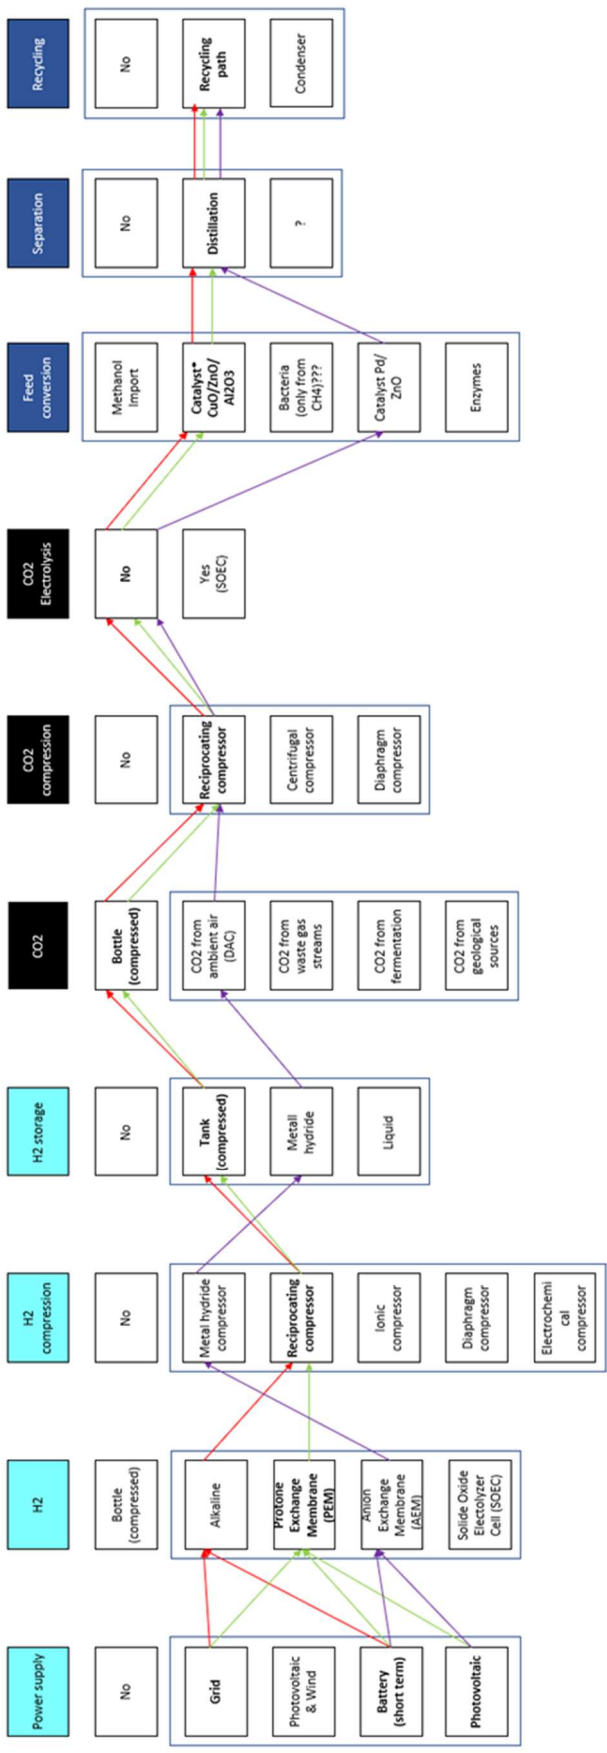 Power supply
No
Grid
Photovoltaic
& Wind
Battery
(short term)
Photovoltaic
H2
Bottle
(compressed)
Alkaline
Protone
Exchange
Membrane
(PEM)
Anion
Exchange
Membrane
(AEM)
Solide Oxide
Electolyzer
Cell (SOEC)
H2
compression
No
Metal hydride
compressor
Reciprocating
compressor
Ionic
compressor
Diaphragm
compressor
Electrochemi
cal
compressor
H2 storage
No
Tank
(compressed)
Metall
hydride
Liquid
CO2
Bottle
(compressed)
CO2 from
ambient air
(DAC)
CO2 from
waste gas
streams
CO2 from
fermentation
CO2 from
geological
sources
CO2
compression
No
Reciprocating
compressor
Centrifugal
compressor
Diaphragm
compressor
CO2
Electrolysis
No
Yes
(SOEC)
Feed
conversion
Methanol
Import
Catalyst*
CuO/ZnO/
Al2O3
Bacteria
(only from
CH4)???
Catalyst Pd/
ZnO
Enzymes
Separation
No
Distillation
?
Recycling
No
Recycling
path
Condenser